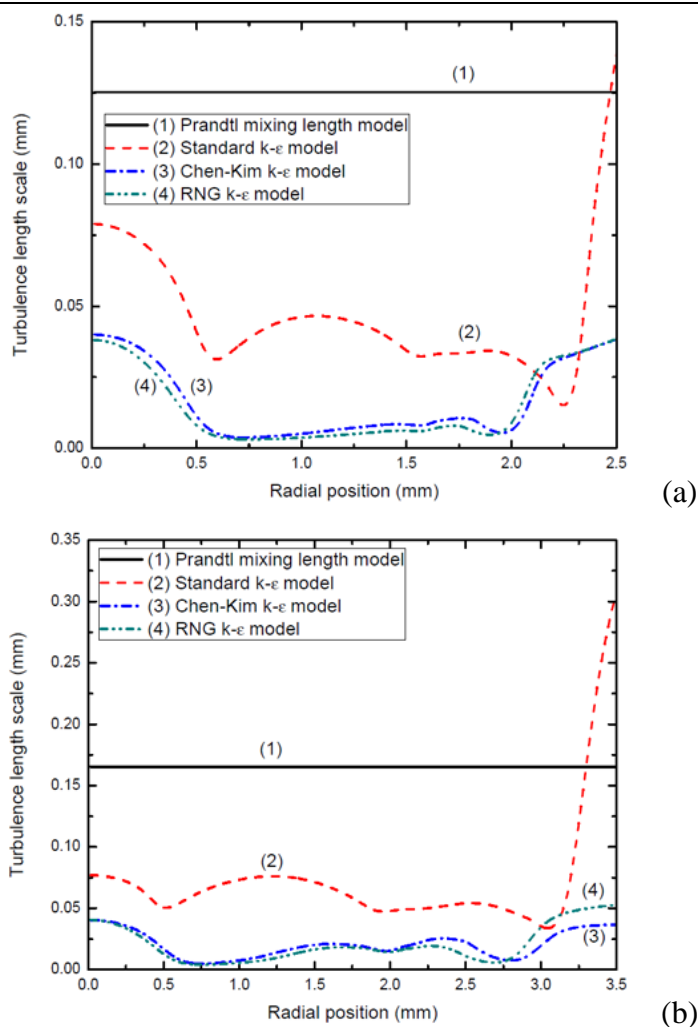 0.15
(1)
(1) Prandtl mixing length model
(2) Standard k-ε model
(3) Chen-Kim k-ε model
(4) RNG k-ε model
0.10
0.05
0.00
(2)
(4)
(3)
Turbulence length scale (mm)
0.0 0.5 1.0 1.5 2.0 2.5
Radial position (mm)
(a)
0.35
(1) Prandtl mixing length model
(2) Standard k-ε model
(3) Chen-Kim k-ε model
(4) RNG k-ε model
0.30
0.25
0.20
0.15
0.10
0.05
0.00
(1)
(2)
(4)
(3)
Turbulence length scale (mm)
0.0 0.5 1.0 1.5 2.0 2.5 3.0 3.5
Radial position (mm)
(b)